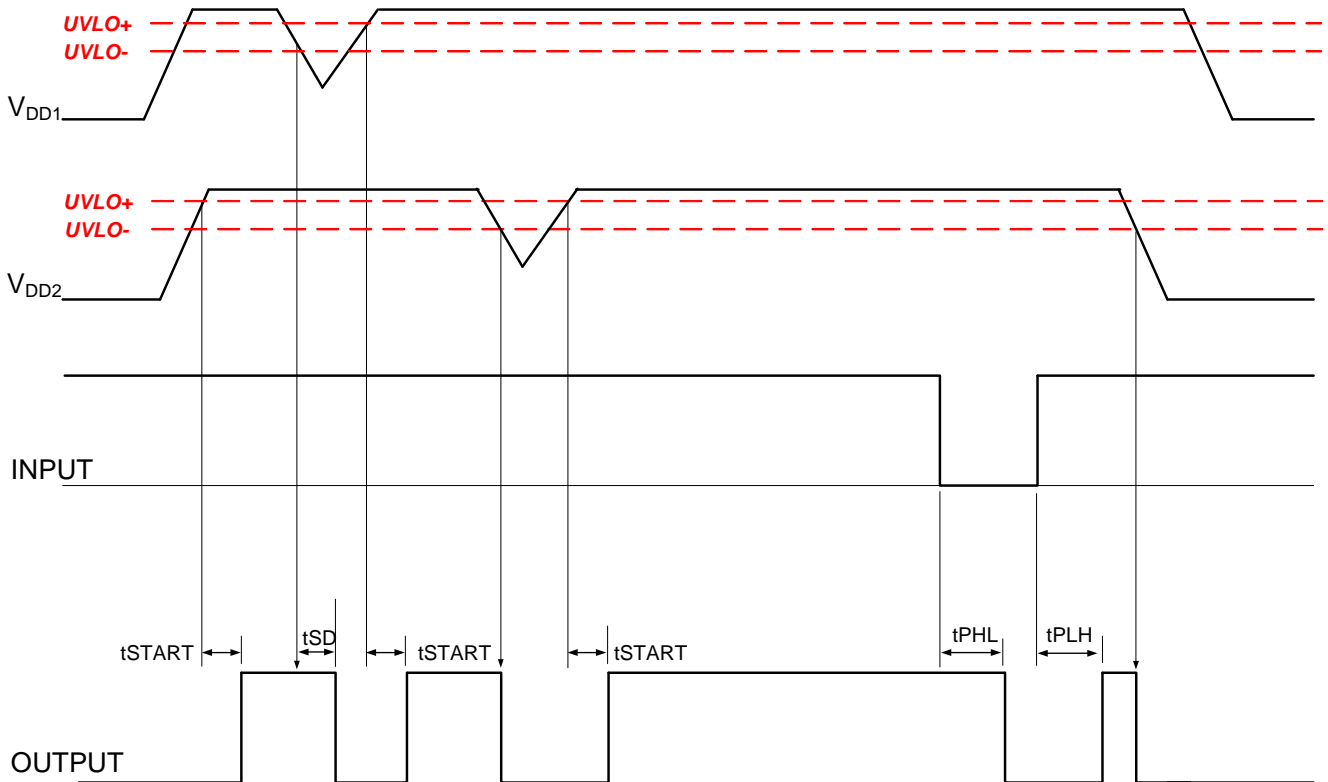 UVLO+
UVLO-
VDD1
UVLO+
UVLO-
VDD2
INPUT
tSTART
tSD
tSTART
tSTART
tPHL
tPLH
OUTPUT